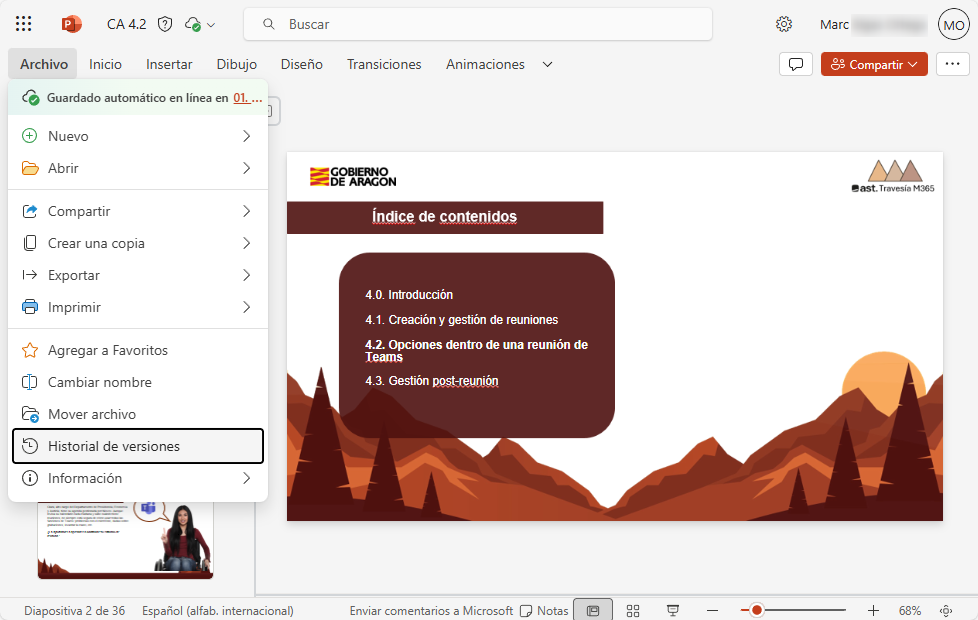 CA 4.2
Buscar
Marc
MO
Archivo Inicio Insertar Dibujo Diseño Transiciones Animaciones
Compartir
Guardado automático en línea en 01. ...
Nuevo
Abrir
Compartir
Crear una copia
Exportar
Imprimir
Agregar a Favoritos
Cambiar nombre
Mover archivo
Historial de versiones
Información
GOBIERNO
DE ARAGON
ast. Travesía M365
Índice de contenidos
4.0. Introducción
4.1. Creación y gestión de reuniones
4.2. Opciones dentro de una reunión de
Teams
4.3. Gestión post-reunión
Diapositiva 2 de 36 Español (alfab. internacional) Enviar comentarios a Microsoft Notas 68%